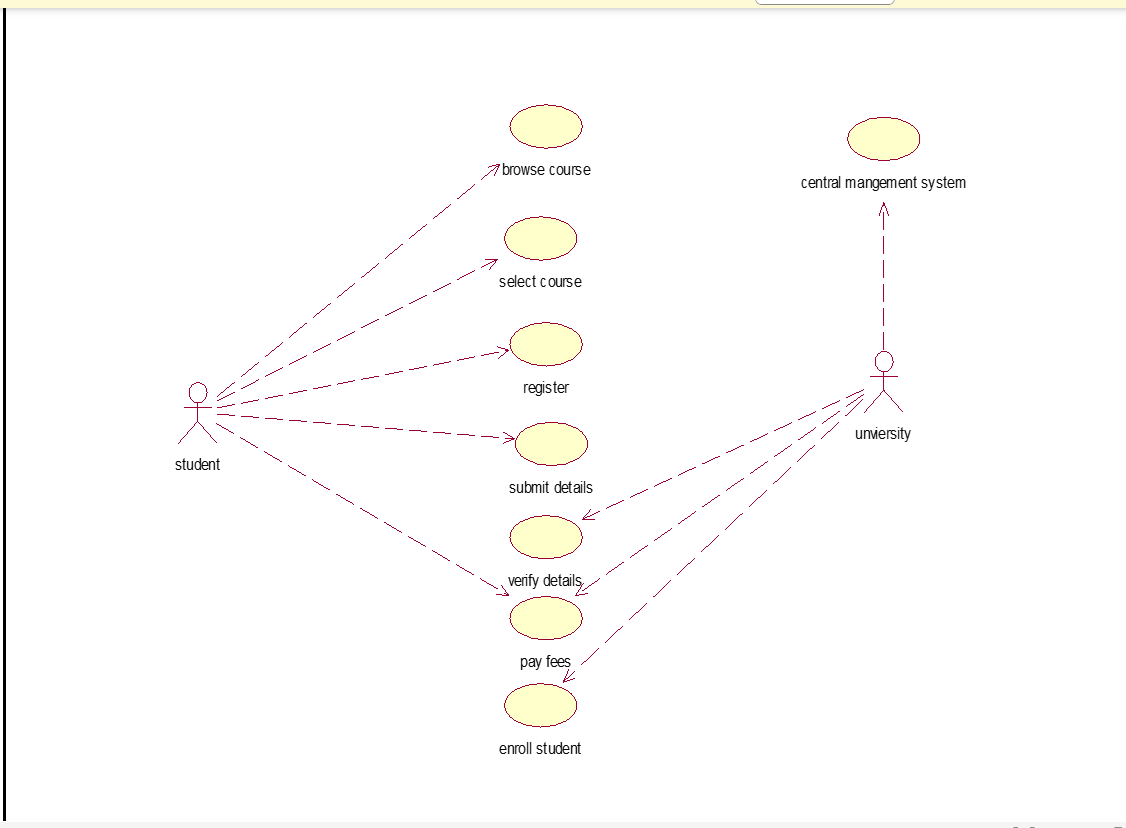 browse course
central mangement system
select course
register
unviersity
student
submit details
verify details
pay fees
enroll student